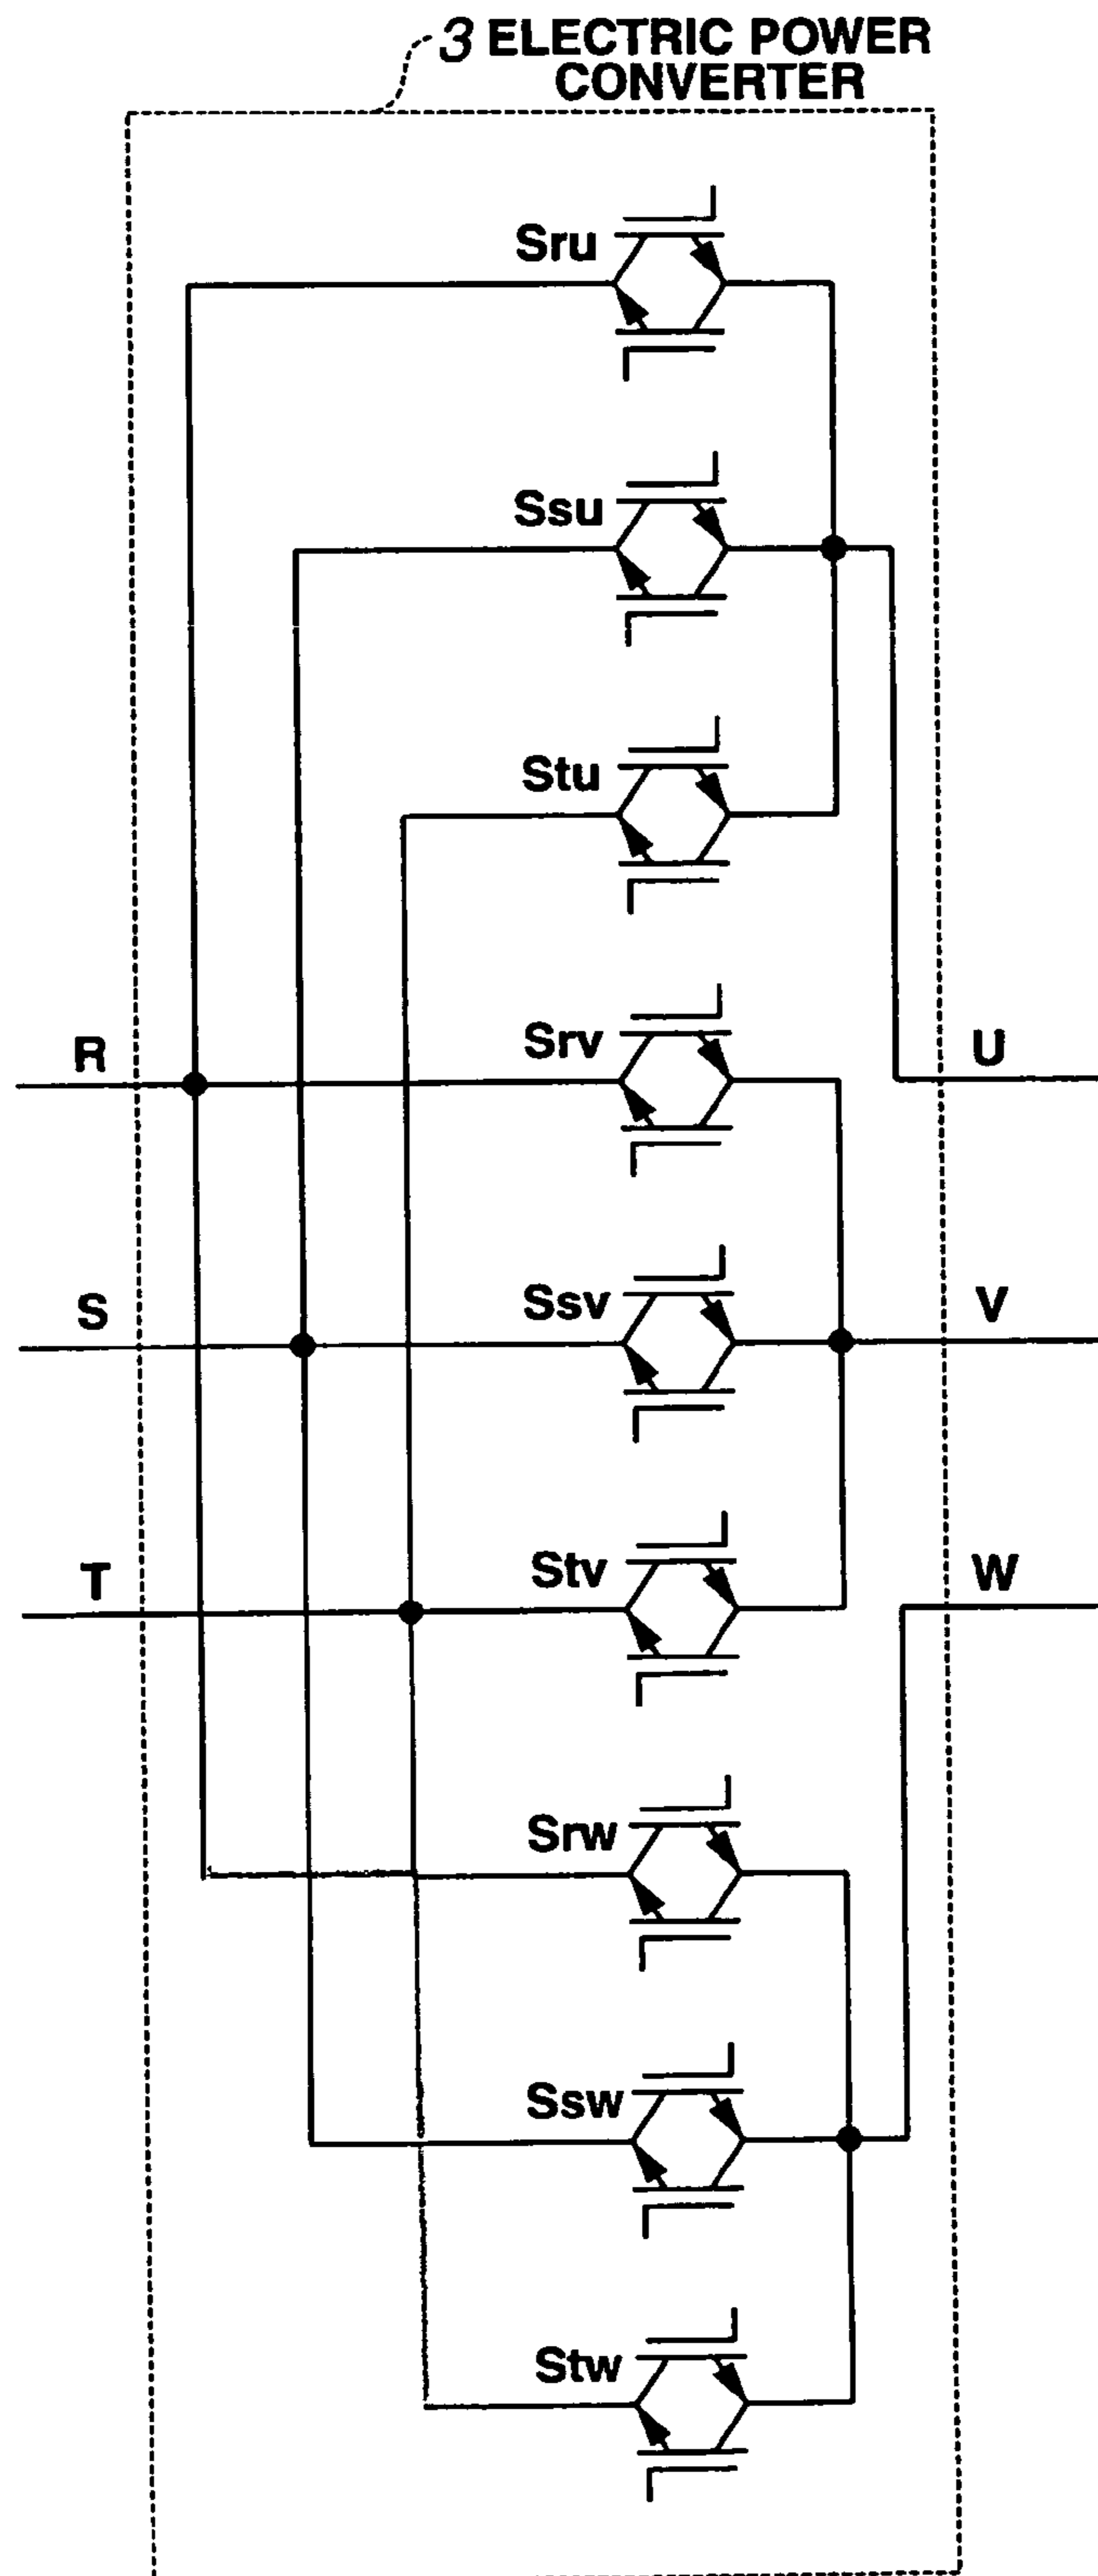 3 ELECTRIC POWER
CONVERTER
Sru
Ssu
Stu
Srv
R
U
Ssv
S
V
Stv
T
W
Srw
Ssw
Stw